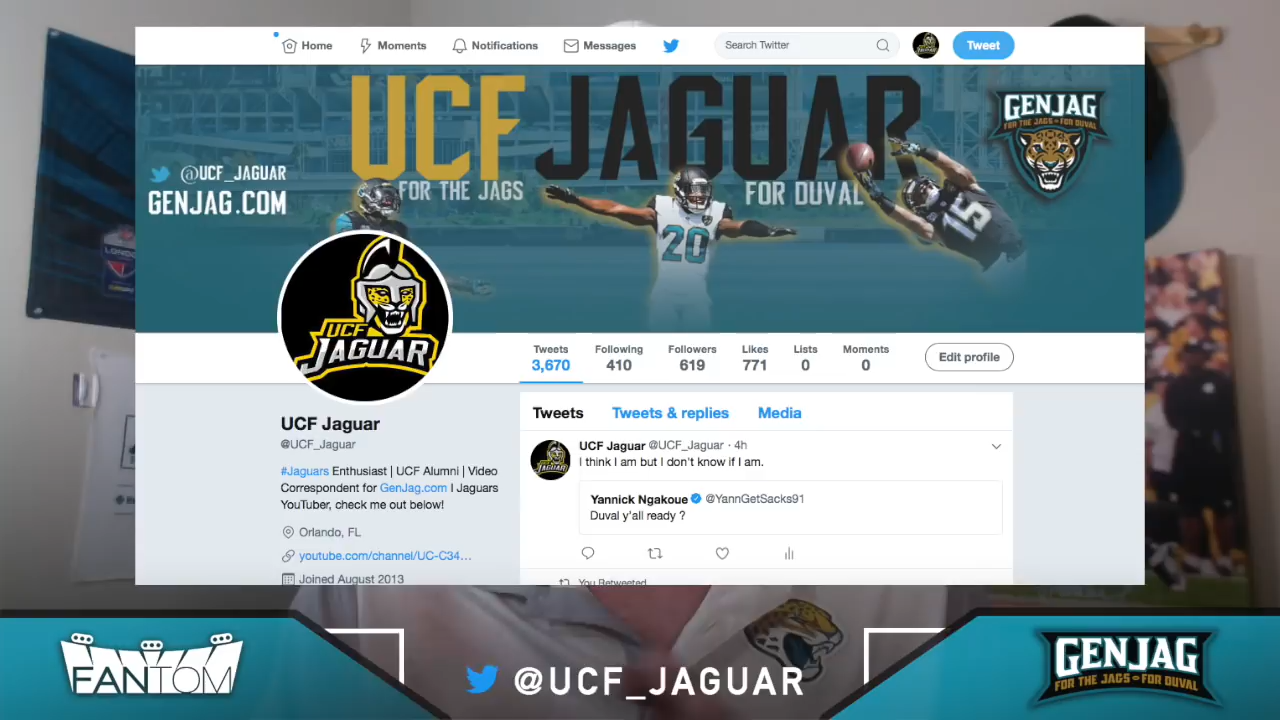 Home
Moments
Notifications
Messages
Search Twitter
Tweet
UCF JAGUAR
FOR THE JAGS
FOR DUVAL
@UCF_JAGUAR
GENJAG.COM
GENJAG
FOR THE JAGS - FOR DUVAL
20
15
UCF
JAGUAR
Tweets
3,670
Following
410
Followers
619
Likes
771
Lists
0
Moments
0
Edit profile
UCF Jaguar
@UCF_Jaguar
#Jaguars Enthusiast | UCF Alumni | Video
Correspondent for GenJag.com I Jaguars
YouTuber, check me out below!
Orlando, FL
youtube.com/channel/UC-C34...
Joined August 2013
Tweets
Tweets & replies
Media
UCF Jaguar @UCF_Jaguar · 4h
I think I am but I don't know if I am.
Yannick Ngakoue @YannGetSacks91
Duval y'all ready ?
You Retweeted
FANTOM
@UCF_JAGUAR
GENJAG
FOR THE JAGS - FOR DUVAL